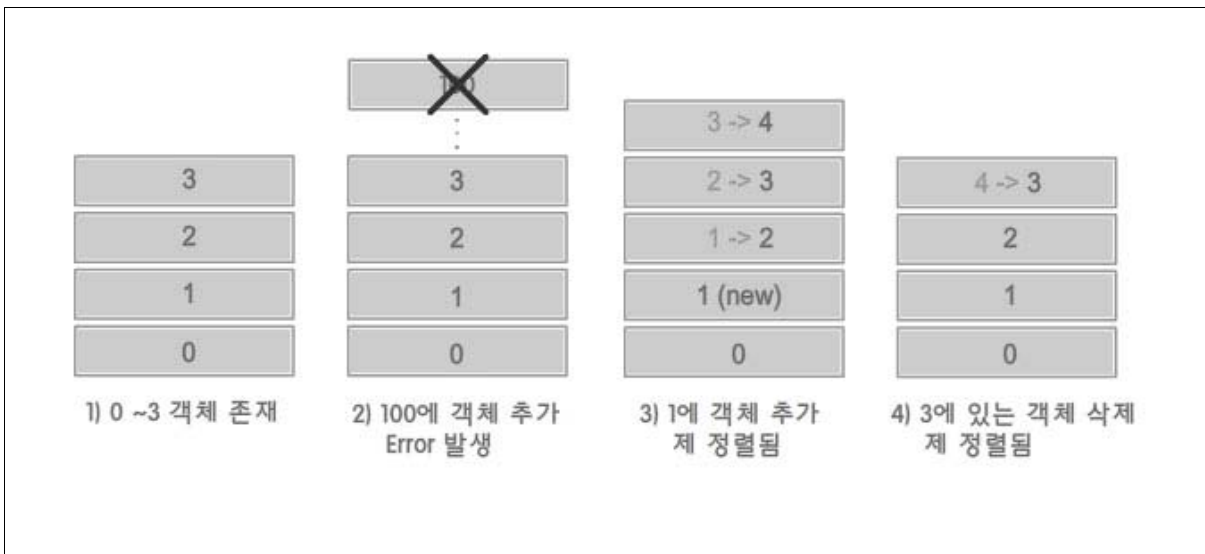 3
2
1
0
1) 0 ~3 객체 존재
3
2
1
0
2) 100에 객체 추가
Error 발생
3 -> 4
2 -> 3
1 -> 2
1 (new)
0
3) 1에 객체 추가
제 정렬됨
4 -> 3
2
1
0
4) 3에 있는 객체 삭제
제 정렬됨